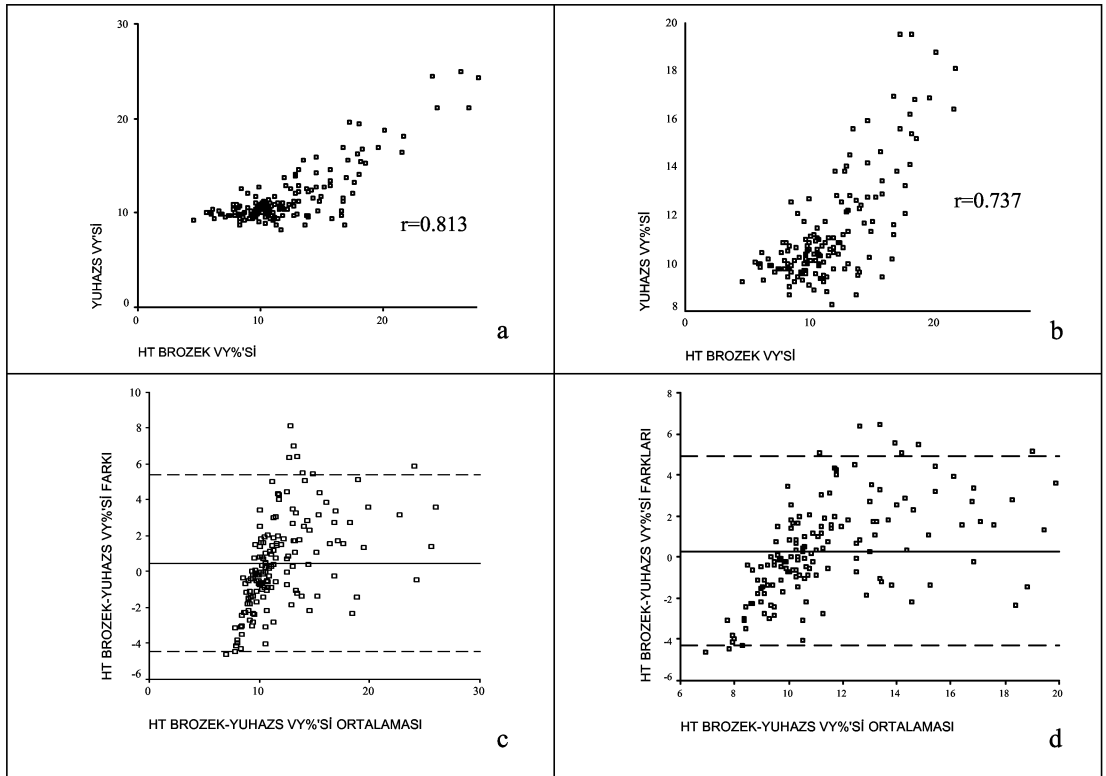 30
20
10
0
YUHAZS VY'Sİ
r=0.813
0 10 20
HT BROZEK VY%'Sİ
a
20
18
16
14
12
10
8
YUHAZS VY%'Sİ
r=0.737
0 10 20
HT BROZEK VY'Sİ
b
10
8
6
4
2
0
-2
-4
-6
HT BROZEK-YUHAZS VY%'Sİ FARKI
0 10 20 30
HT BROZEK-YUHAZS VY%'Sİ ORTALAMASI
c
8
6
4
2
0
-2
-4
-6
HT BROZEK-YUHAZS VY%'Sİ FARKLARI
6 8 10 12 14 16 18 20
HT BROZEK-YUHAZS VY%'Sİ ORTALAMASI
d